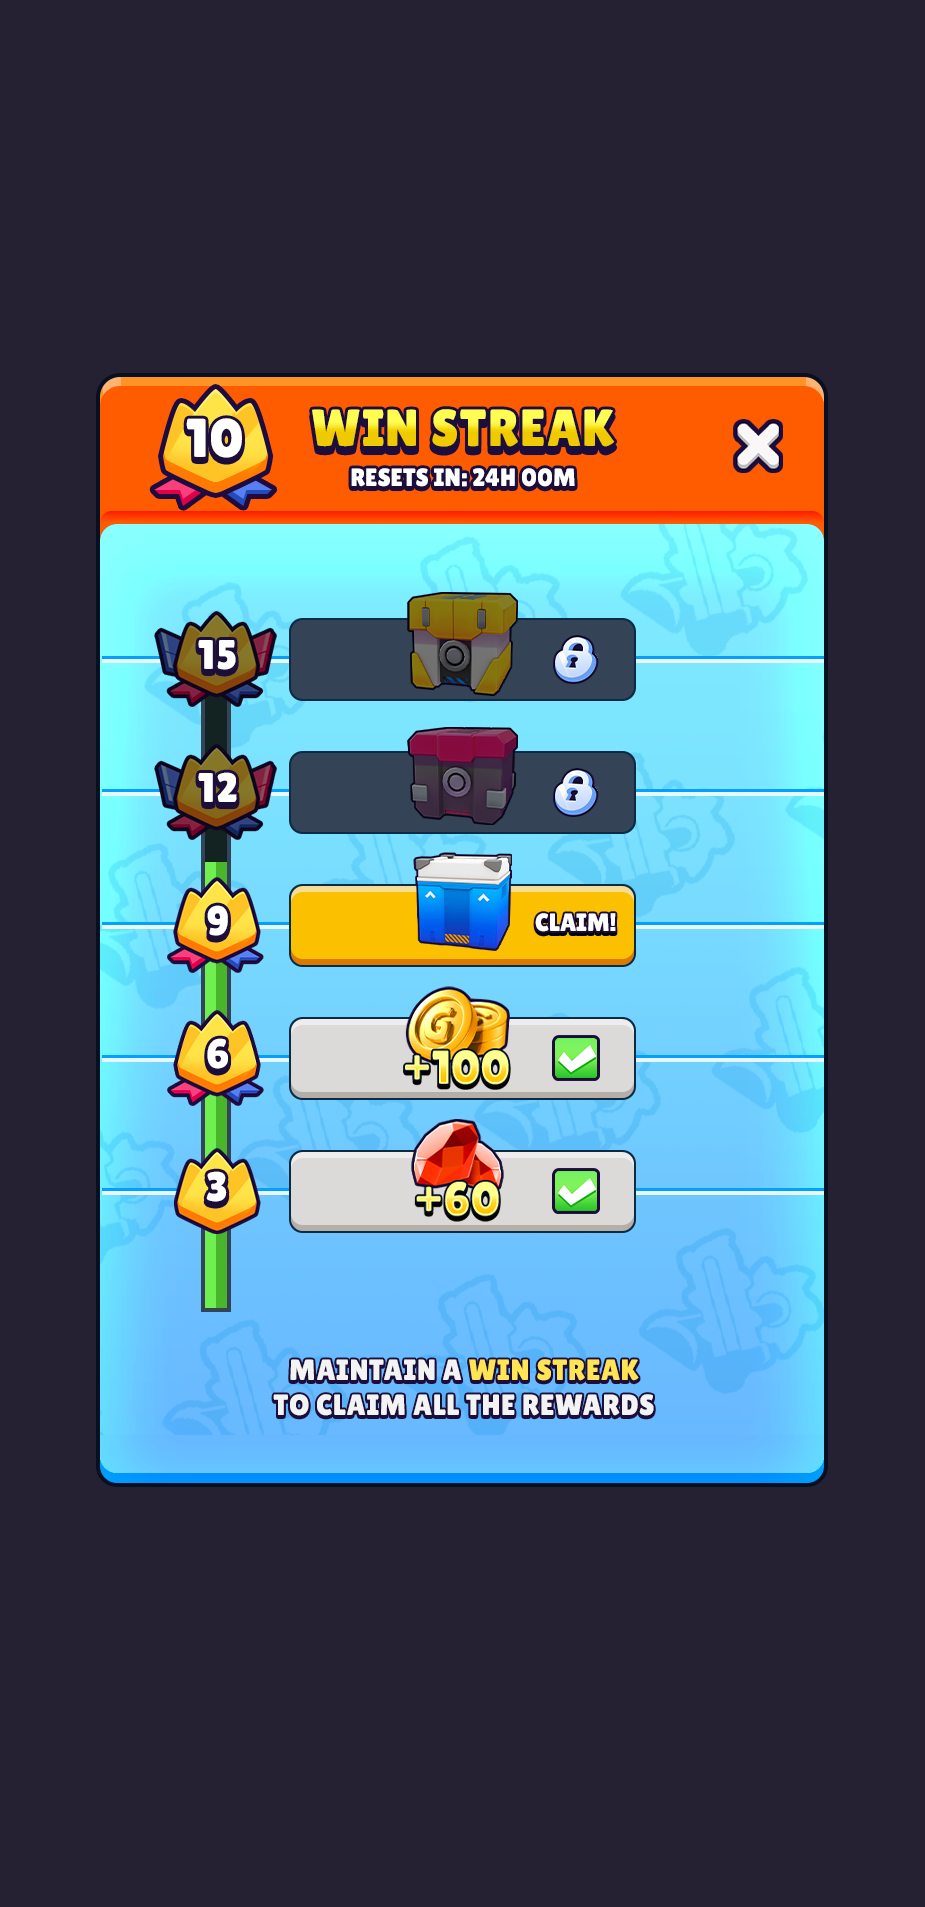 10
WIN STREAK
RESETS IN: 24H 00M
15
12
9
CLAIM!
6
+100
3
+60
MAINTAIN A WIN STREAK
TO CLAIM ALL THE REWARDS